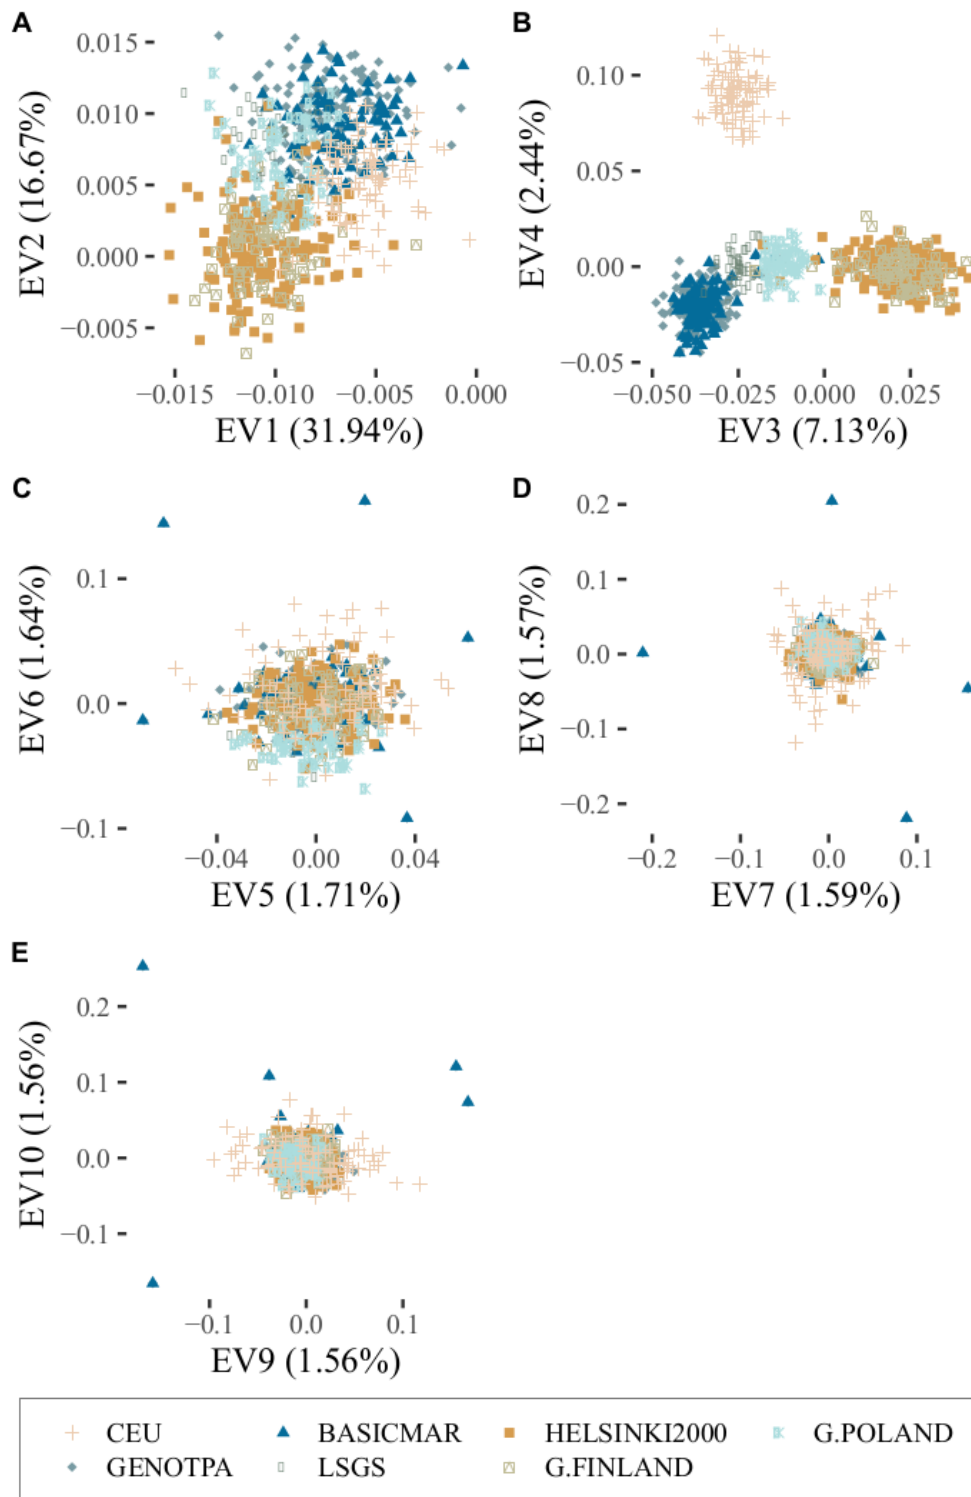 A
0.015
0.010
0.005
0.000
−0.005
EV2 (16.67%)
−0.015 −0.010 −0.005 0.000
EV1 (31.94%)
B
0.10
0.05
0.00
−0.05
EV4 (2.44%)
−0.050 −0.025 0.000 0.025
EV3 (7.13%)
C
0.1
0.0
−0.1
EV6 (1.64%)
−0.04 0.00 0.04
EV5 (1.71%)
D
0.2
0.1
0.0
−0.1
−0.2
EV8 (1.57%)
−0.2 −0.1 0.0 0.1
EV7 (1.59%)
E
0.2
0.1
0.0
−0.1
EV10 (1.56%)
−0.1 0.0 0.1
EV9 (1.56%)
CEU BASICMAR HELSINKI2000 G.POLAND
GENOTPA LSGS G.FINLAND